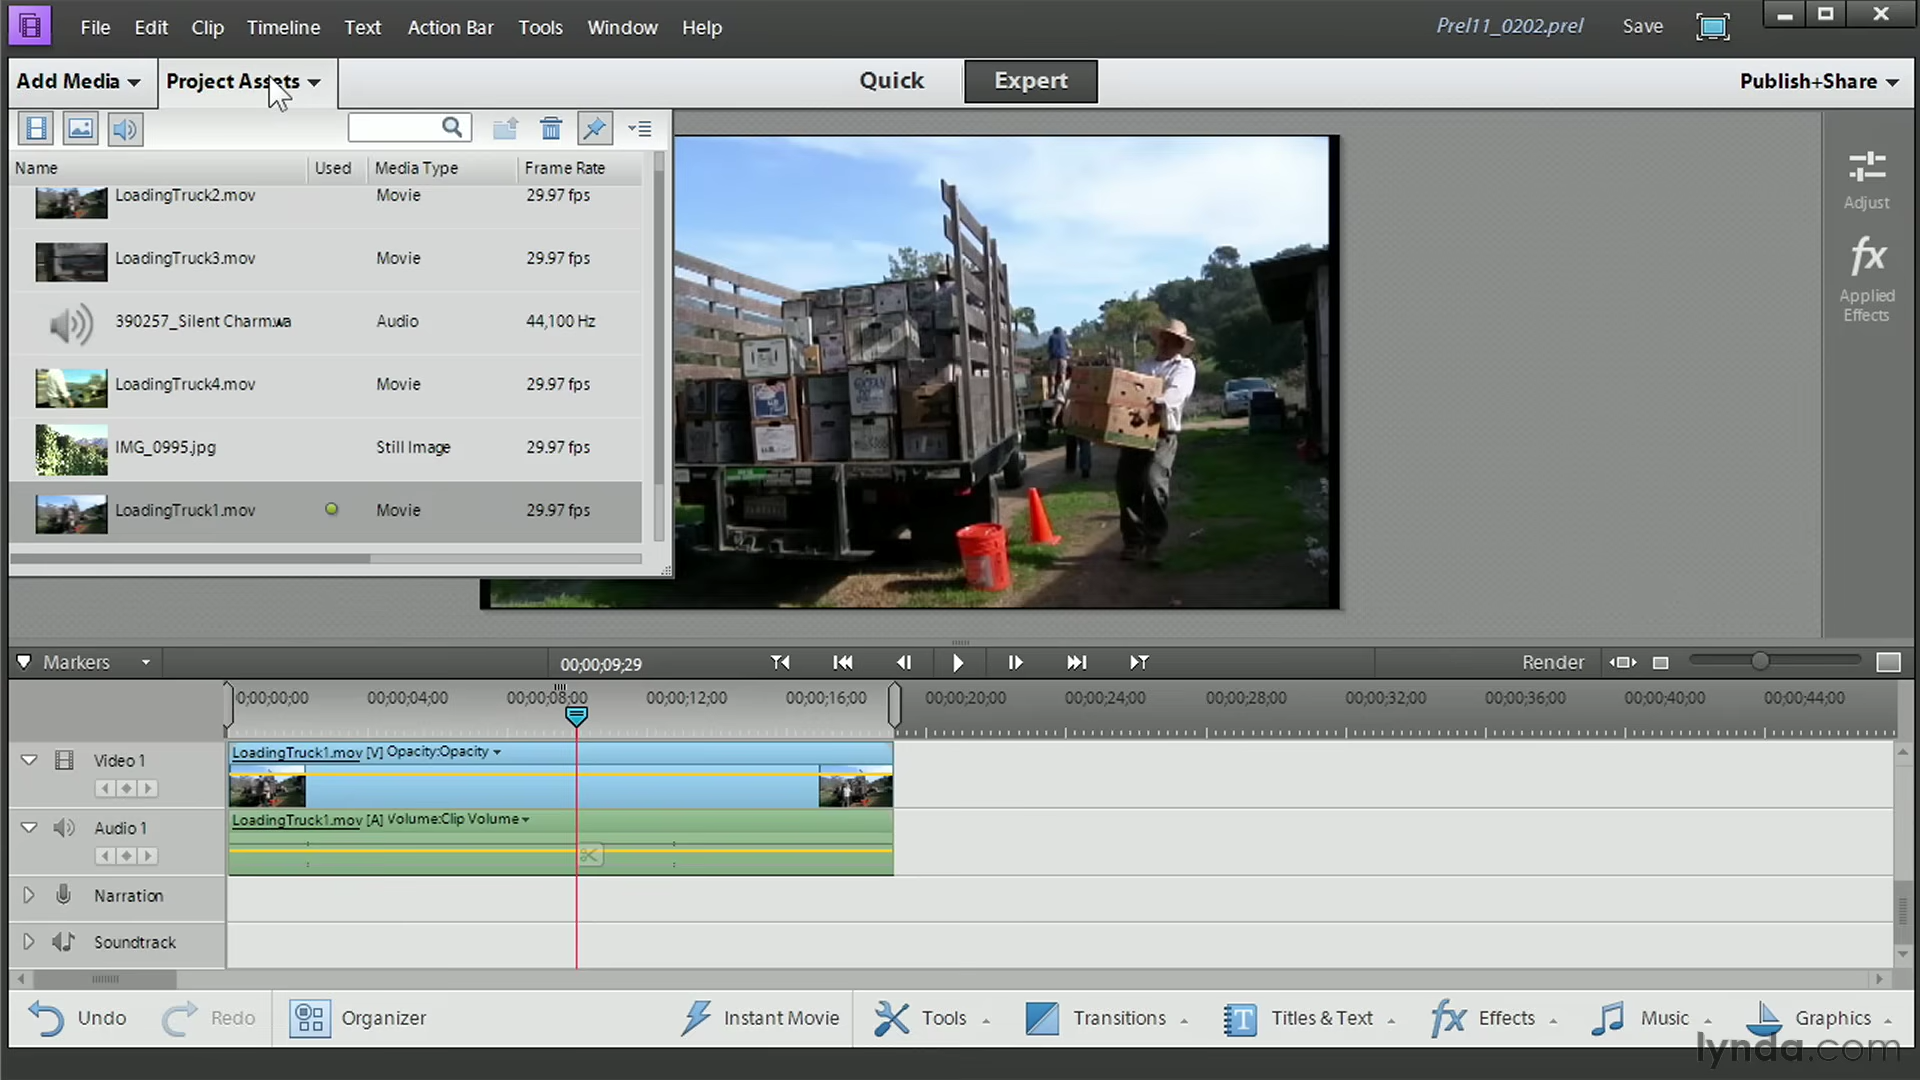 File Edit Clip Timeline Text Action Bar Tools Window Help
Prel11_0202.prel Save
Add Media Project Assets Quick Expert Publish+Share
Name Used Media Type Frame Rate
LoadingTruck2.mov Movie 29.97 fps
LoadingTruck3.mov Movie 29.97 fps
390257_Silent Charm.wa Audio 44,100 Hz
LoadingTruck4.mov Movie 29.97 fps
IMG_0995.jpg Still Image 29.97 fps
LoadingTruck1.mov Movie 29.97 fps
Adjust
fx
Applied
Effects
Markers 00;00;09;29 Render
0;00;00;00 00;00;04;00 00;00;08;00 00;00;12;00 00;00;16;00 00;00;20;00 00;00;24;00 00;00;28;00 00;00;32;00 00;00;36;00 00;00;40;00 00;00;44;00
LoadingTruck1.mov [V] Opacity:Opacity
Video 1
LoadingTruck1.mov [A] Volume:Clip Volume
Audio 1
Narration
Soundtrack
Undo Redo Organizer Instant Movie Tools Transitions T Titles & Text fx Effects Music Graphics
lynda.com